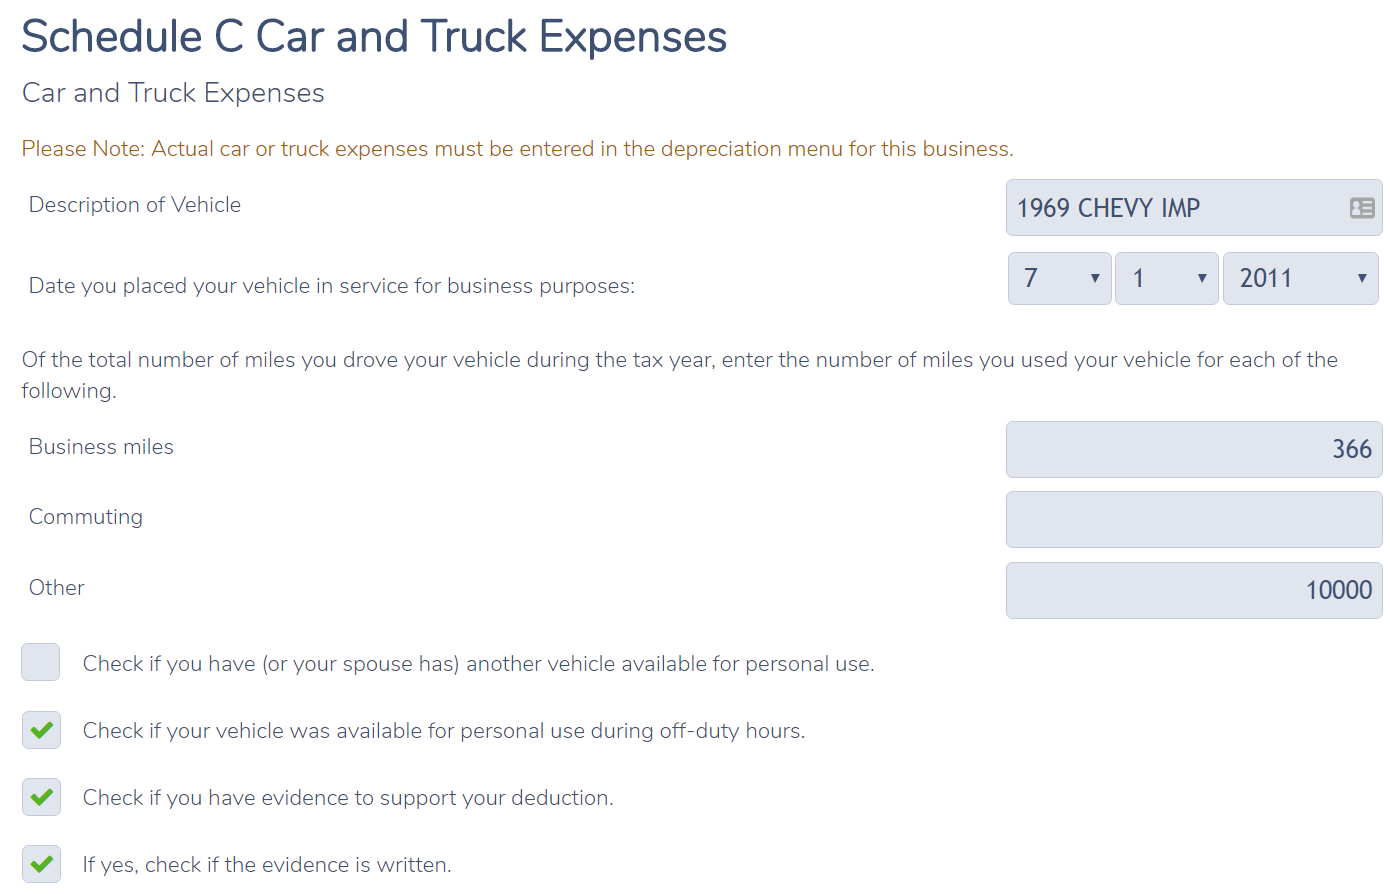 Schedule C Car and Truck Expenses
Car and Truck Expenses
Please Note: Actual car or truck expenses must be entered in the depreciation menu for this business.
Description of Vehicle 1969 CHEVY IMP
Date you placed your vehicle in service for business purposes: 7 1 2011
Of the total number of miles you drove your vehicle during the tax year, enter the number of miles you used your vehicle for each of the
following.
Business miles 366
Commuting
Other 10000
Check if you have (or your spouse has) another vehicle available for personal use.
Check if your vehicle was available for personal use during off-duty hours.
Check if you have evidence to support your deduction.
If yes, check if the evidence is written.